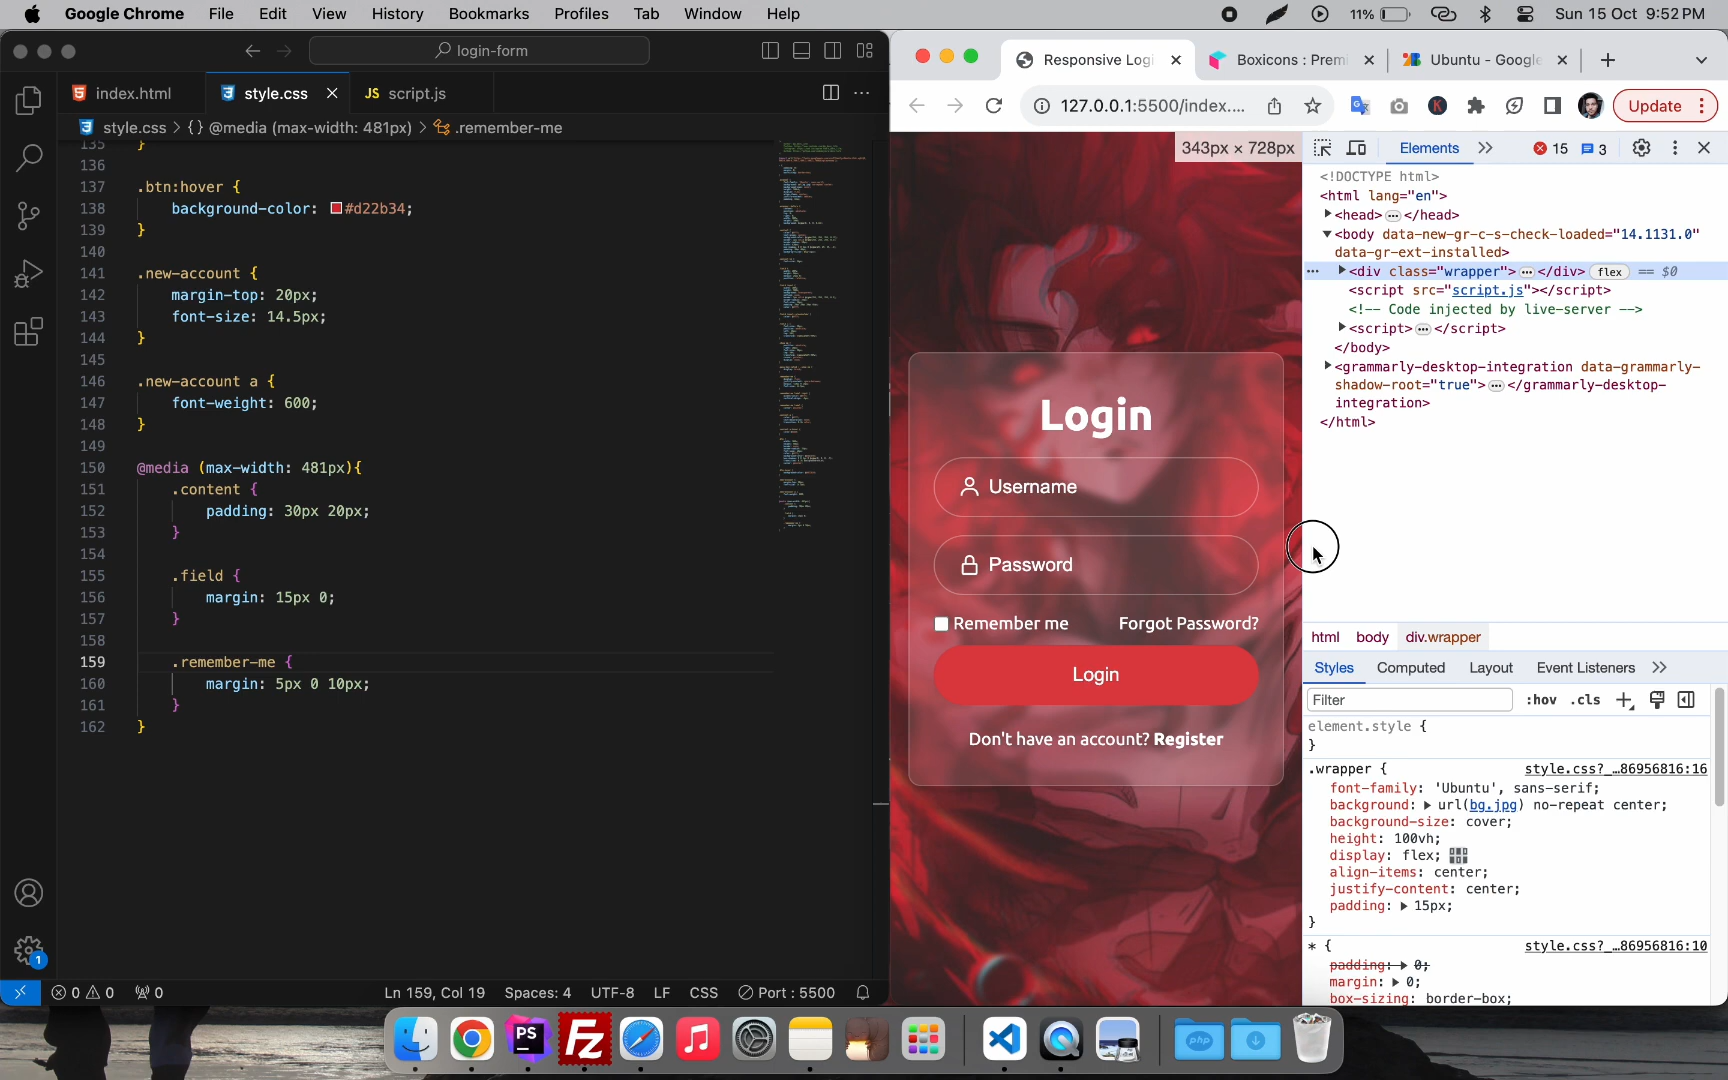 Google Chrome File Edit View History Bookmarks Profiles Tab Window Help
11% Sun 15 Oct 9:52 PM
login-form
index.html
style.css
JS script.js
style.css > {} @media (max-width: 481px) > .remember-me
135 }
136
137 .btn:hover {
138 background-color: #d22b34;
139 }
140
141 .new-account {
142 margin-top: 20px;
143 font-size: 14.5px;
144 }
145
146 .new-account a {
147 font-weight: 600;
148 }
149
150 @media (max-width: 481px){
151 .content {
152 padding: 30px 20px;
153 }
154
155 .field {
156 margin: 15px 0;
157 }
158
159 .remember-me {
160 margin: 5px 0 10px;
161 }
162 }
1
0 0 0
Ln 159, Col 19 Spaces: 4 UTF-8 LF CSS Port : 5500
Responsive Logi
Boxicons : Premi
Ubuntu - Google
127.0.0.1:5500/index....
K
Update
343px × 728px
Login
Username
Password
Remember me Forgot Password?
Login
Don't have an account? Register
Elements » 15 3
<!DOCTYPE html>
<html lang="en">
<head>…</head>
<body data-new-gr-c-s-check-loaded="14.1131.0"
data-gr-ext-installed>
<div class="wrapper">…</div> flex == $0
<script src="script.js"></script>
<!-- Code injected by live-server -->
<script>…</script>
</body>
<grammarly-desktop-integration data-grammarly-
shadow-root="true">…</grammarly-desktop-
integration>
</html>
html body div.wrapper
Styles Computed Layout Event Listeners »
Filter :hov .cls
element.style {
}
.wrapper { style.css?_…86956816:16
font-family: 'Ubuntu', sans-serif;
background: url(bg.jpg) no-repeat center;
background-size: cover;
height: 100vh;
display: flex;
align-items: center;
justify-content: center;
padding: 15px;
}
* { style.css?_…86956816:10
padding: 0;
margin: 0;
box-sizing: border-box;
PS
Fz
php